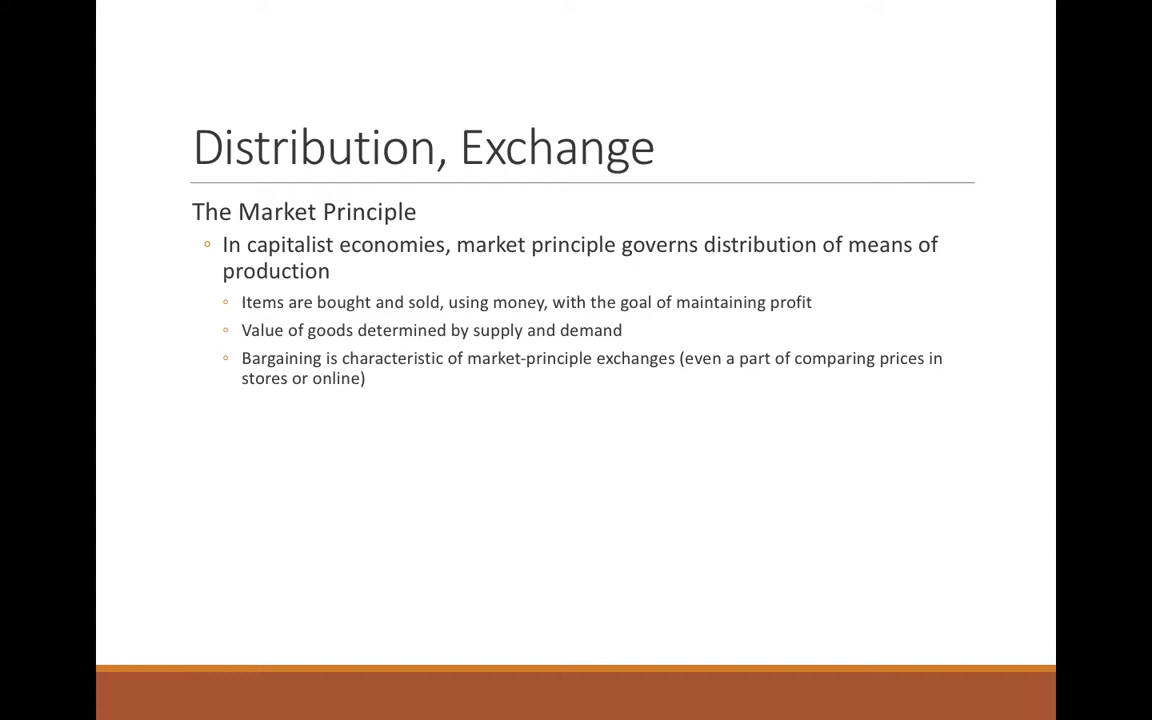 Distribution, Exchange
The Market Principle
◦ In capitalist economies, market principle governs distribution of means of
production
◦ Items are bought and sold, using money, with the goal of maintaining profit
◦ Value of goods determined by supply and demand
◦ Bargaining is characteristic of market-principle exchanges (even a part of comparing prices in
stores or online)